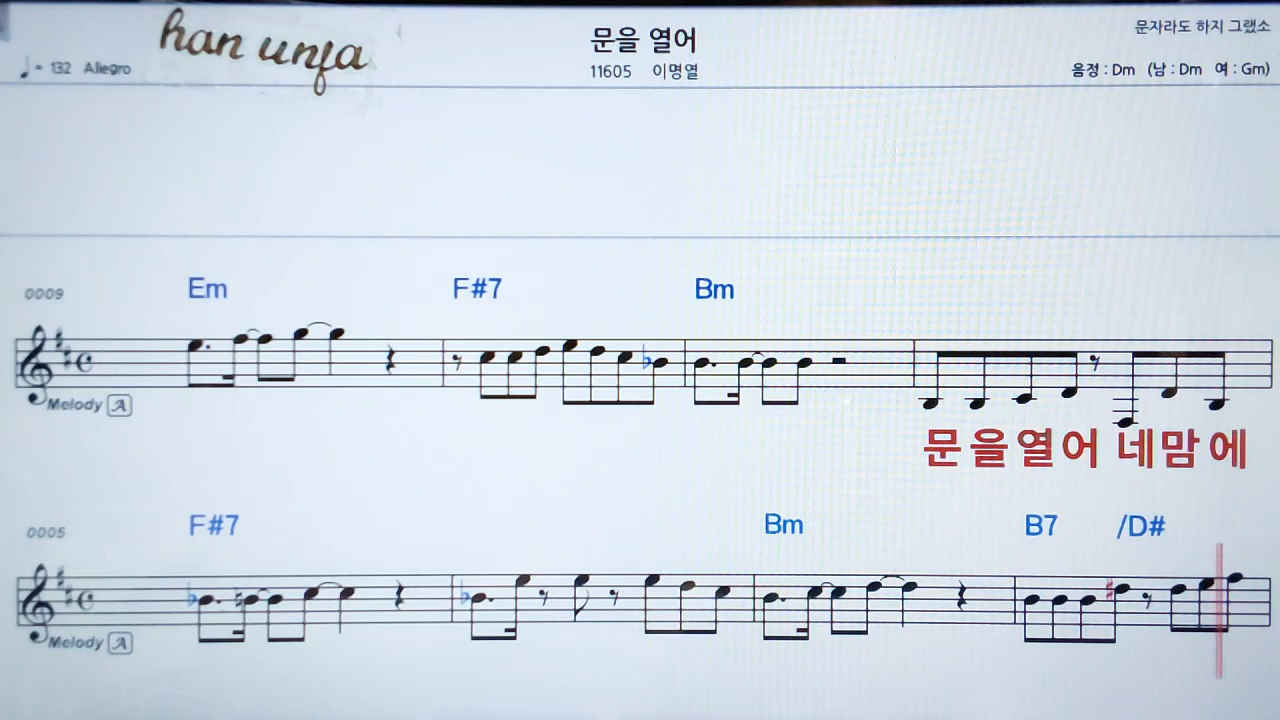 han unfa
문을 열어
문자라도 하지 그랬소
♩= 132 Allegro
11605 이명열
음정 : Dm (남 : Dm 여 : Gm)
0009 Em F#7 Bm
Melody A
문을열어 네맘에
0005 F#7 Bm B7 /D#
Melody A